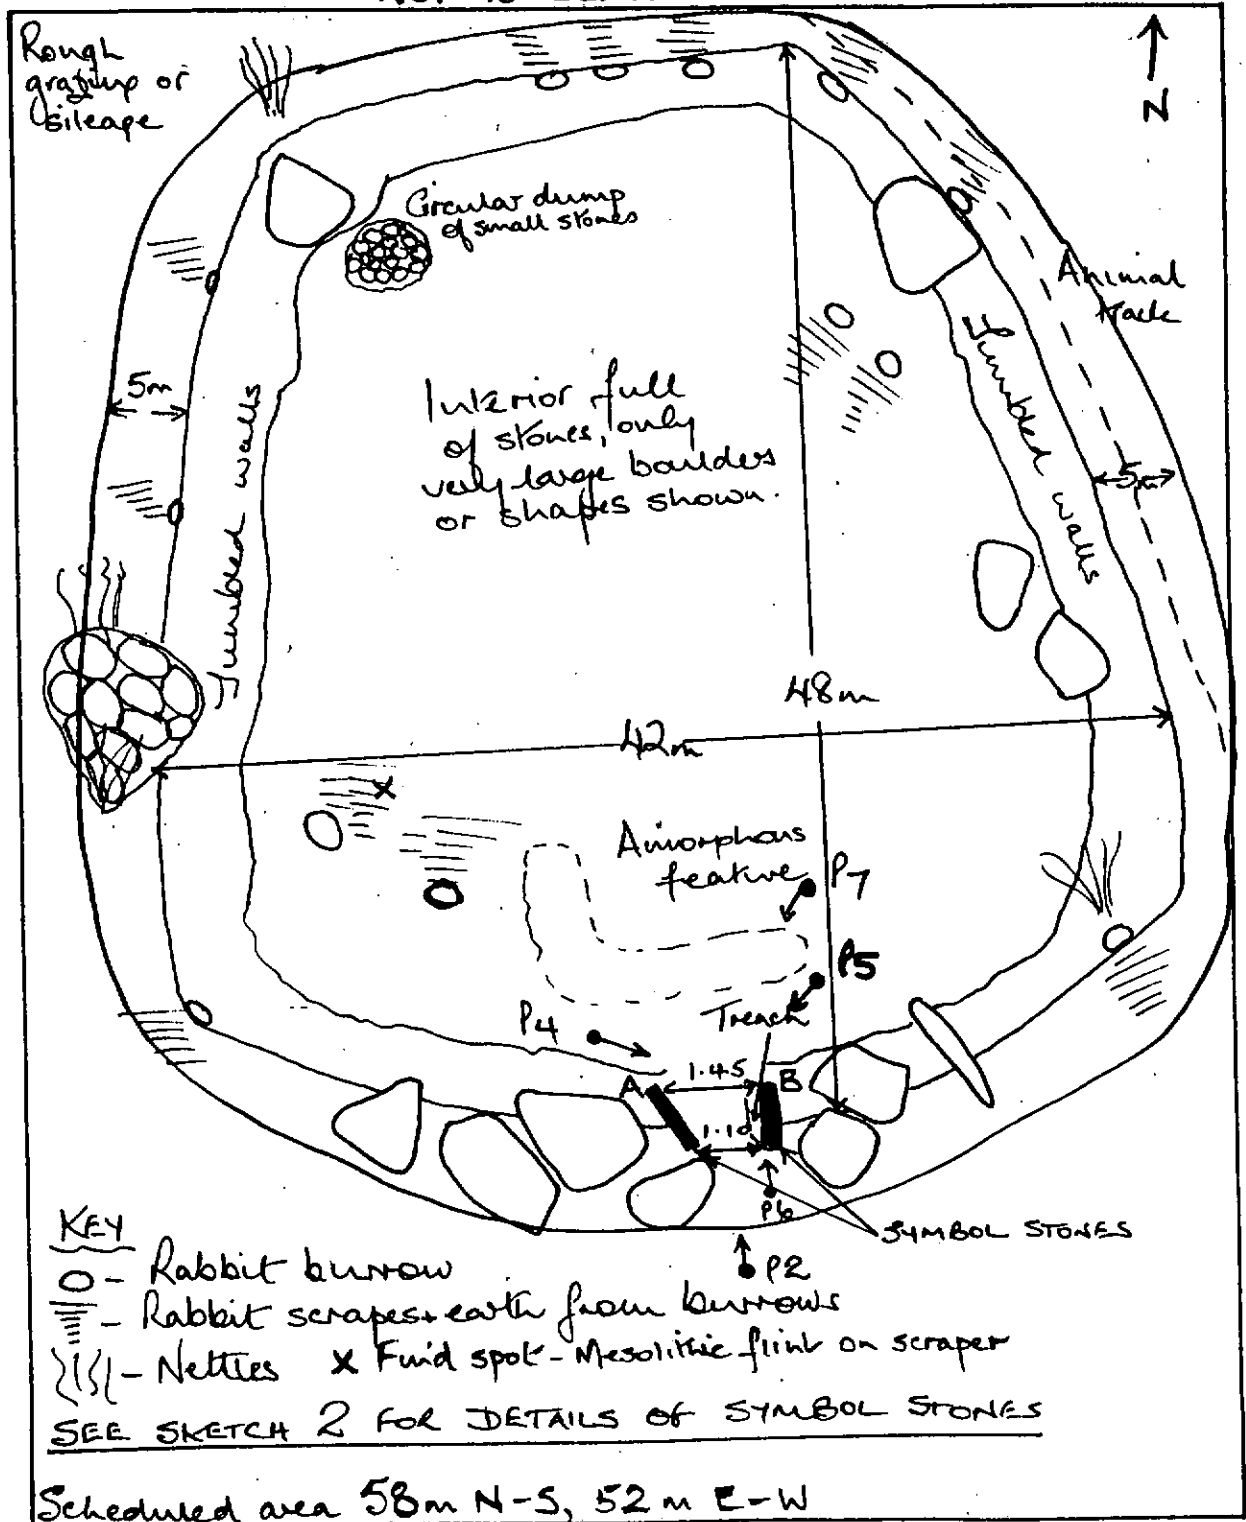 Rough
grazing or
sileage
N
Circular dump
of small stones
Animal
track
5m
Tumbled walls
Interior full
of stones, only
very large boulders
or shapes shown.
Tumbled walls
5m
48m
42m
Amorphous
feature
P7
P5
P4
Trench
A
1.45
B
1.10
P6
SYMBOL STONES
P2
KEY
O - Rabbit burrow
- Rabbit scrapes + earth from burrows
- Nettles x Find spot - Mesolithic flint on scraper
SEE SKETCH 2 FOR DETAILS OF SYMBOL STONES
Scheduled area 58m N-S, 52m E-W